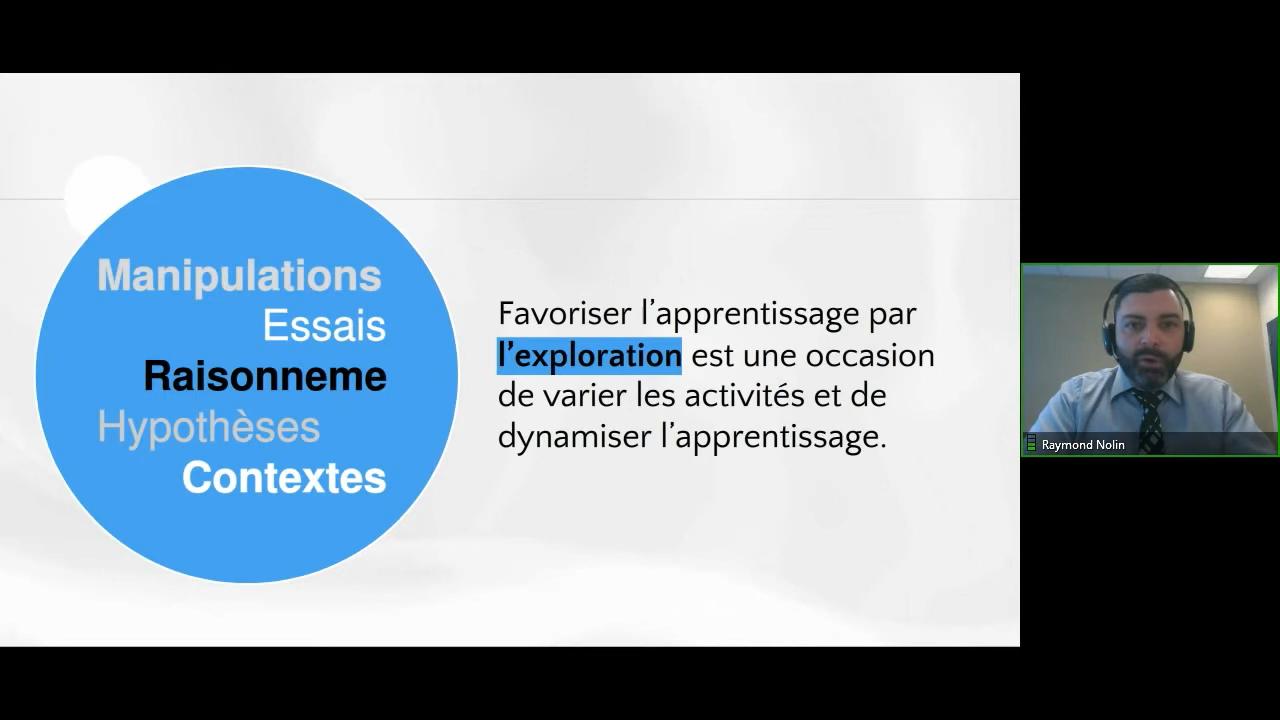 Manipulations
Essais
Raisonneme
Hypothèses
Contextes
Favoriser l’apprentissage par
l’exploration est une occasion
de varier les activités et de
dynamiser l’apprentissage.
Raymond Nolin